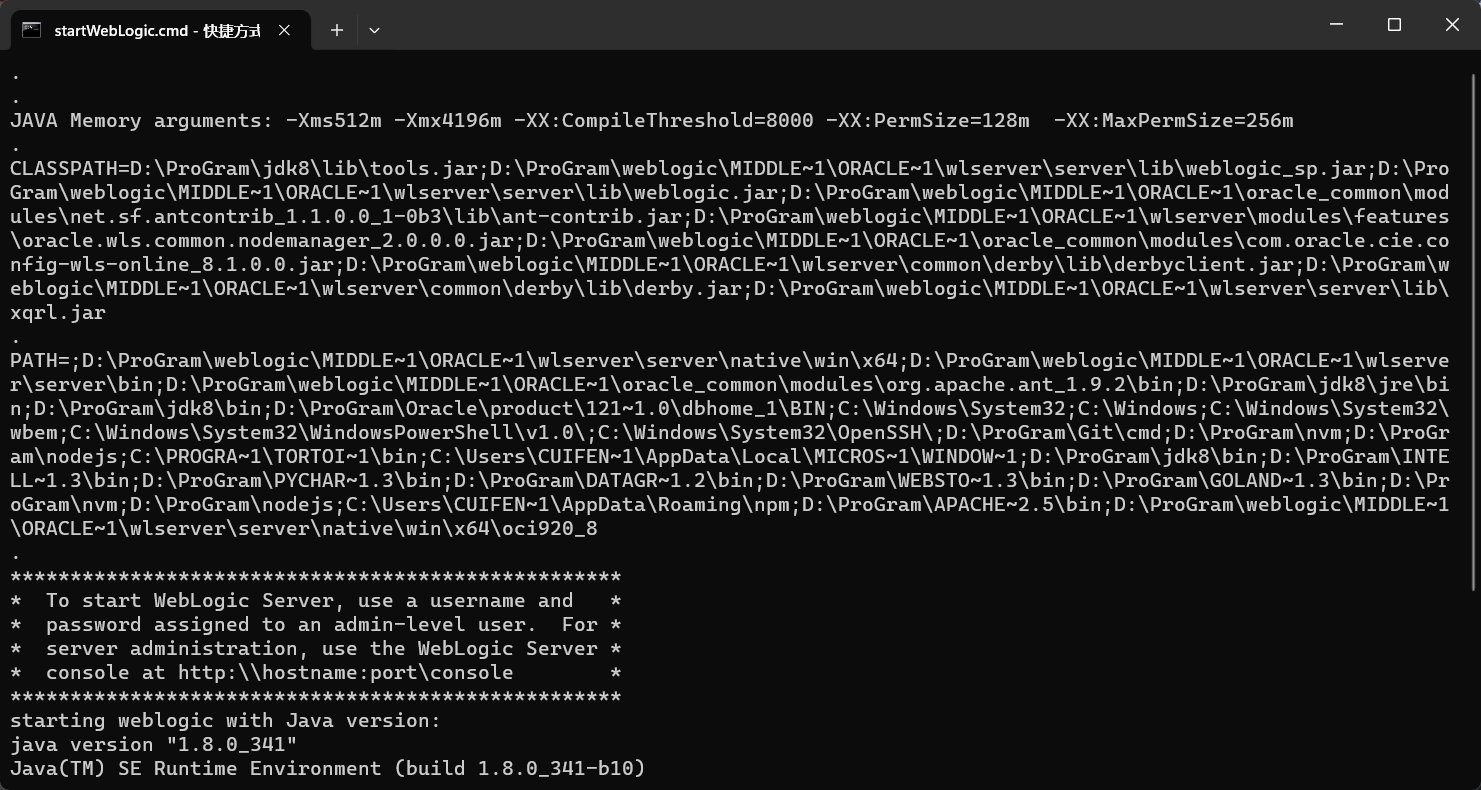 startWebLogic.cmd - 快捷方式
.
.
JAVA Memory arguments: -Xms512m -Xmx4196m -XX:CompileThreshold=8000 -XX:PermSize=128m  -XX:MaxPermSize=256m
.
CLASSPATH=D:\ProGram\jdk8\lib\tools.jar;D:\ProGram\weblogic\MIDDLE~1\ORACLE~1\wlserver\server\lib\weblogic_sp.jar;D:\Pro
Gram\weblogic\MIDDLE~1\ORACLE~1\wlserver\server\lib\weblogic.jar;D:\ProGram\weblogic\MIDDLE~1\ORACLE~1\oracle_common\mod
ules\net.sf.antcontrib_1.1.0.0_1-0b3\lib\ant-contrib.jar;D:\ProGram\weblogic\MIDDLE~1\ORACLE~1\wlserver\modules\features
\oracle.wls.common.nodemanager_2.0.0.0.jar;D:\ProGram\weblogic\MIDDLE~1\ORACLE~1\oracle_common\modules\com.oracle.cie.co
nfig-wls-online_8.1.0.0.jar;D:\ProGram\weblogic\MIDDLE~1\ORACLE~1\wlserver\common\derby\lib\derbyclient.jar;D:\ProGram\w
eblogic\MIDDLE~1\ORACLE~1\wlserver\common\derby\lib\derby.jar;D:\ProGram\weblogic\MIDDLE~1\ORACLE~1\wlserver\server\lib\
xqrl.jar
.
PATH=;D:\ProGram\weblogic\MIDDLE~1\ORACLE~1\wlserver\server\native\win\x64;D:\ProGram\weblogic\MIDDLE~1\ORACLE~1\wlserve
r\server\bin;D:\ProGram\weblogic\MIDDLE~1\ORACLE~1\oracle_common\modules\org.apache.ant_1.9.2\bin;D:\ProGram\jdk8\jre\bi
n;D:\ProGram\jdk8\bin;D:\ProGram\Oracle\product\121~1.0\dbhome_1\BIN;C:\Windows\System32;C:\Windows;C:\Windows\System32\
wbem;C:\Windows\System32\WindowsPowerShell\v1.0\;C:\Windows\System32\OpenSSH\;D:\ProGram\Git\cmd;D:\ProGram\nvm;D:\ProGr
am\nodejs;C:\PROGRA~1\TORTOI~1\bin;C:\Users\CUIFEN~1\AppData\Local\MICROS~1\WINDOW~1;D:\ProGram\jdk8\bin;D:\ProGram\INTE
LL~1.3\bin;D:\ProGram\PYCHAR~1.3\bin;D:\ProGram\DATAGR~1.2\bin;D:\ProGram\WEBSTO~1.3\bin;D:\ProGram\GOLAND~1.3\bin;D:\Pr
oGram\nvm;D:\ProGram\nodejs;C:\Users\CUIFEN~1\AppData\Roaming\npm;D:\ProGram\APACHE~2.5\bin;D:\ProGram\weblogic\MIDDLE~1
\ORACLE~1\wlserver\server\native\win\x64\oci920_8
.
***************************************************
*  To start WebLogic Server, use a username and   *
*  password assigned to an admin-level user.  For *
*  server administration, use the WebLogic Server *
*  console at http:\\hostname:port\console        *
***************************************************
starting weblogic with Java version:
java version "1.8.0_341"
Java(TM) SE Runtime Environment (build 1.8.0_341-b10)